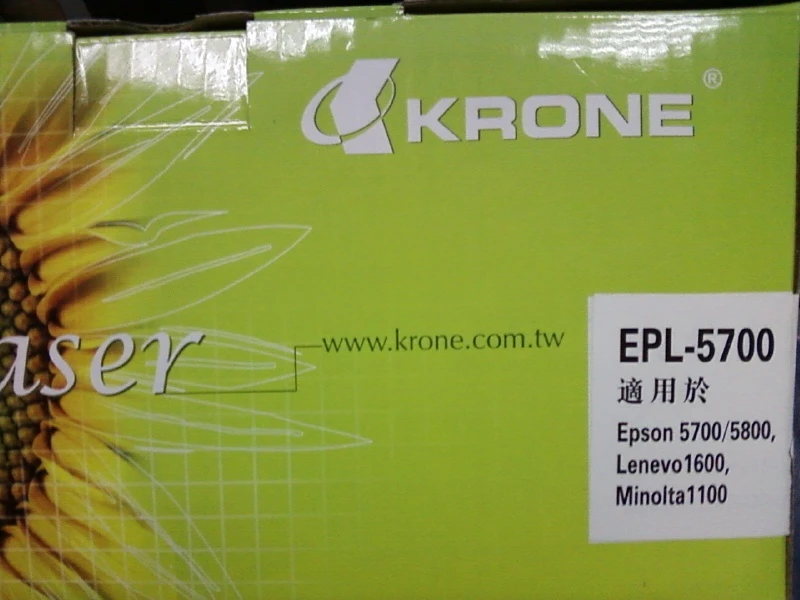 KRONE®
aser
www.krone.com.tw
EPL-5700
適用於
Epson 5700/5800,
Lenevo1600,
Minolta1100